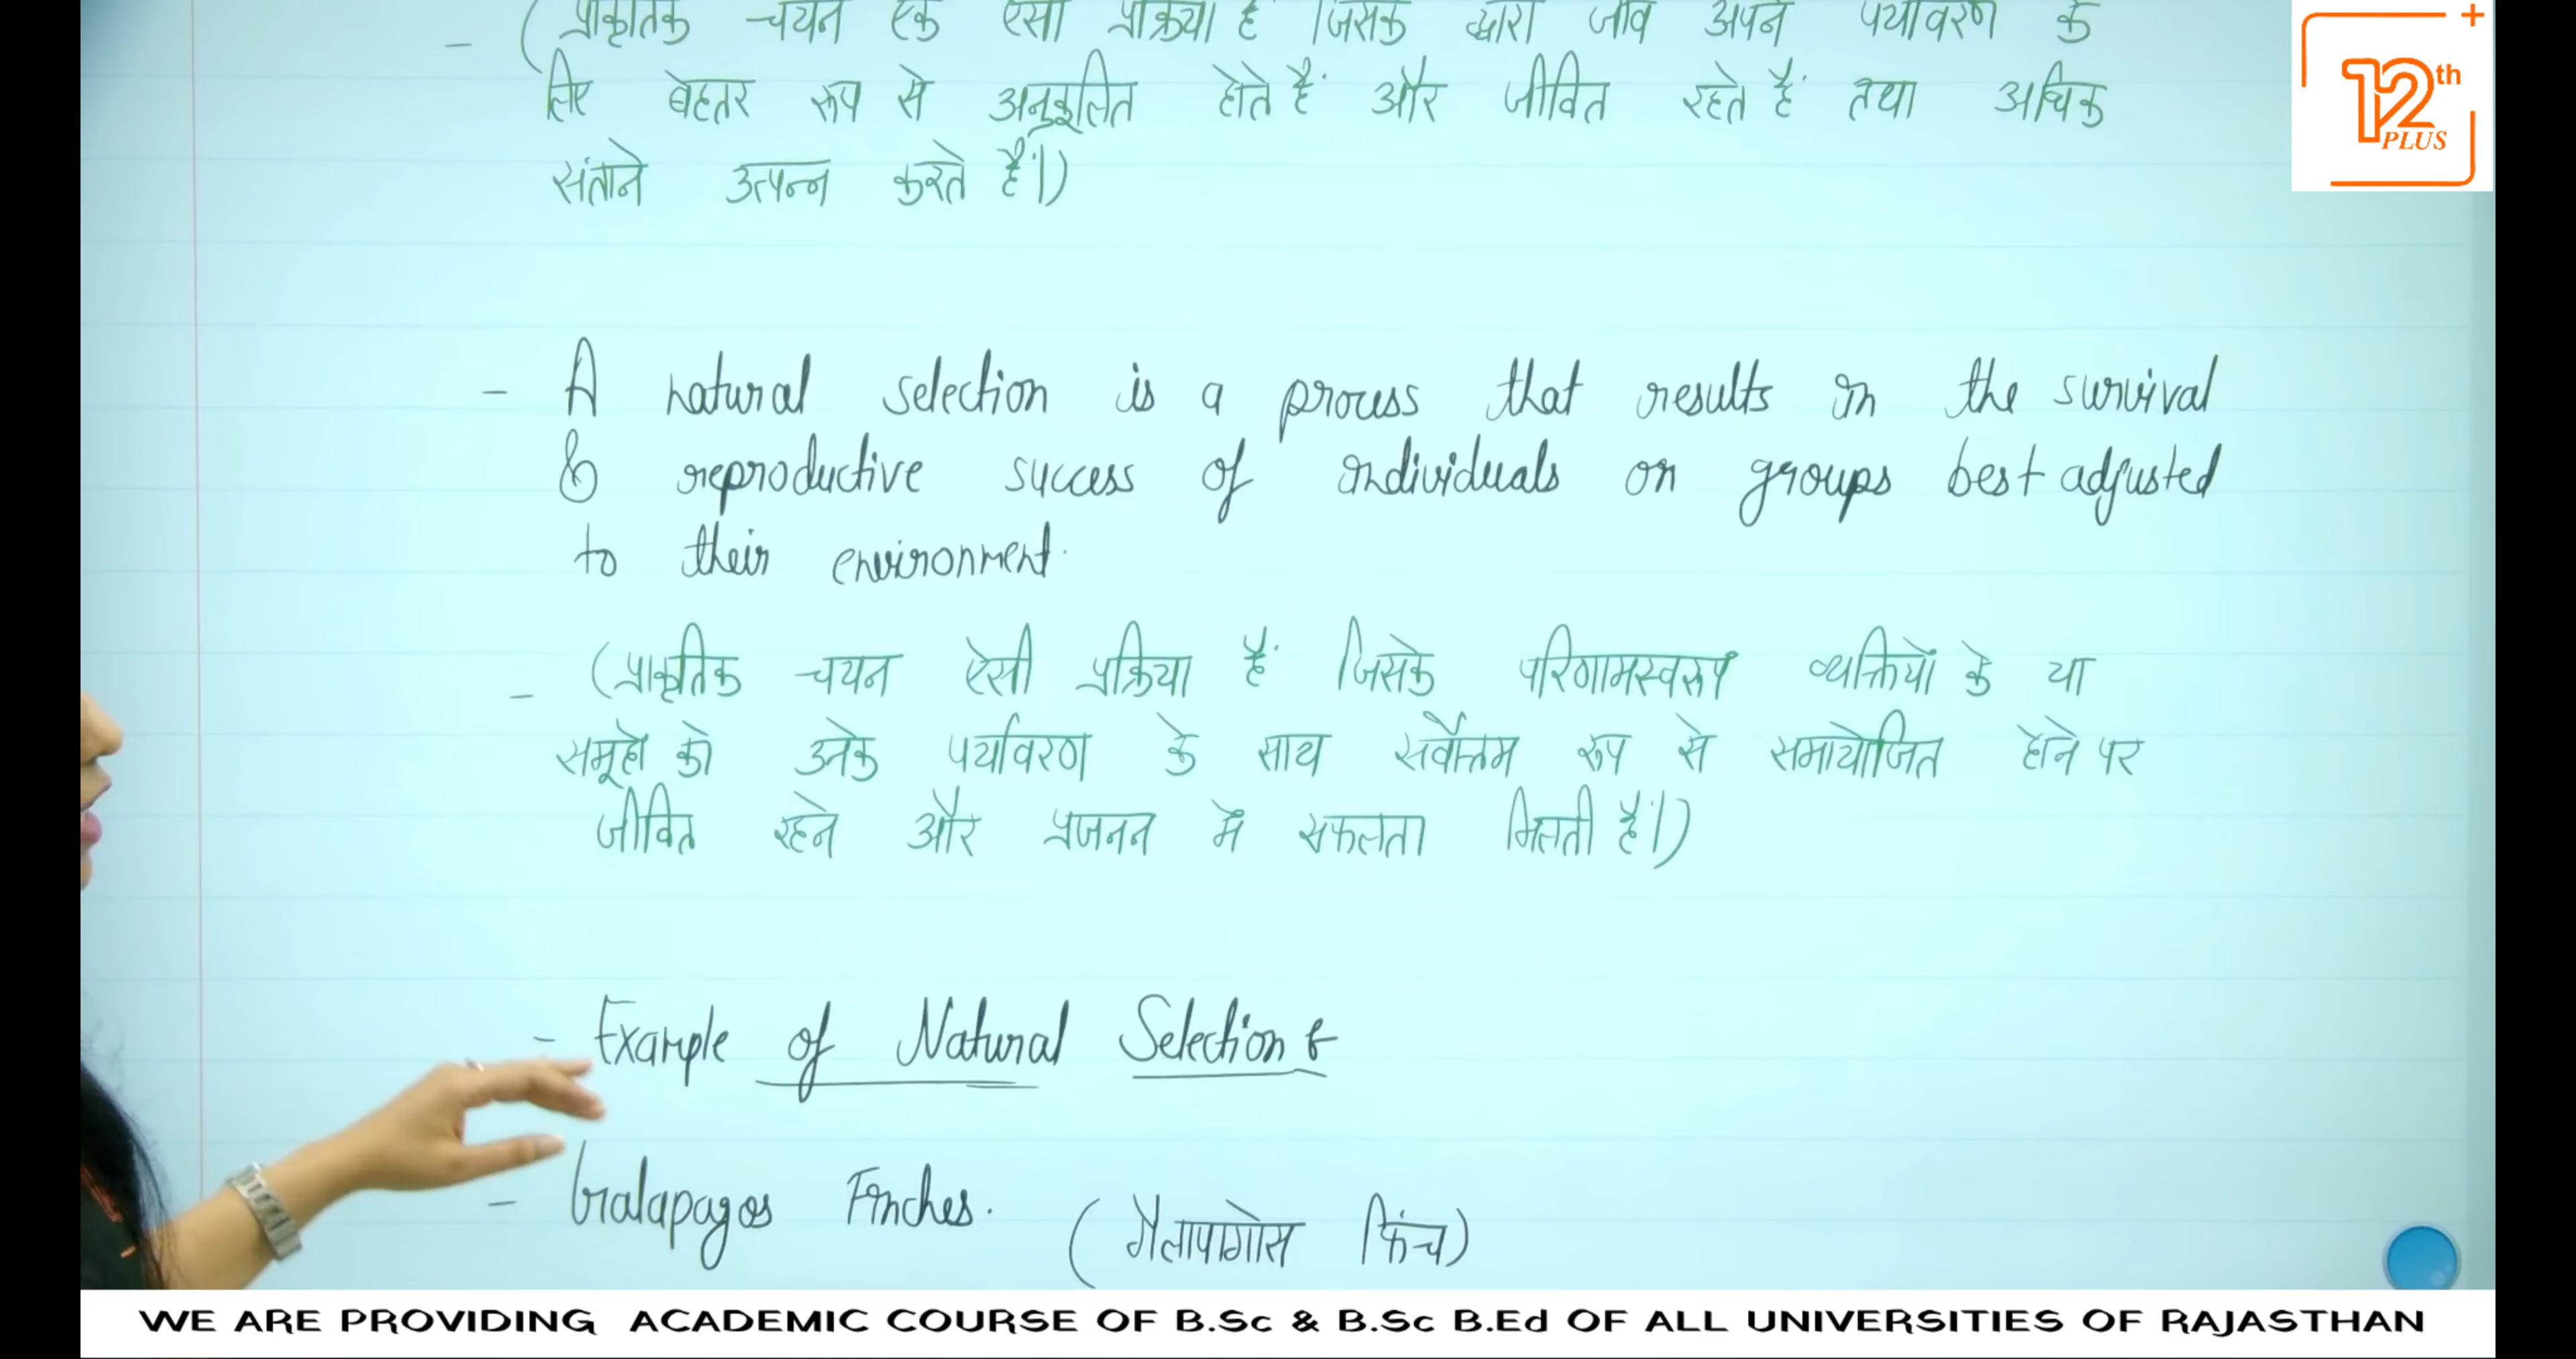 - (प्राकृतिक चयन एक ऐसी प्रक्रिया है जिसके द्वारा जीव अपने पर्यावरण के
लिए बेहतर रूप से अनुकूलित होते हैं और जीवित रहते हैं तथा अधिक
संताने उत्पन्न करते हैं।)
12th
PLUS
- A natural selection is a process that results in the survival
& reproductive success of individuals or groups best adjusted
to their environment.
- (प्राकृतिक चयन ऐसी प्रक्रिया हैं जिसके परिणामस्वरूप व्यक्तियों के या
समूहो को उनके पर्यावरण के साथ सर्वोत्तम रूप से समायोजित होने पर
जीवित रहने और प्रजनन मे सफलता मिलती हैं।)
- Example of Natural Selection :-
- Galapagos Finches. (गैलापागोस फिंच)
WE ARE PROVIDING ACADEMIC COURSE OF B.Sc & B.Sc B.Ed OF ALL UNIVERSITIES OF RAJASTHAN